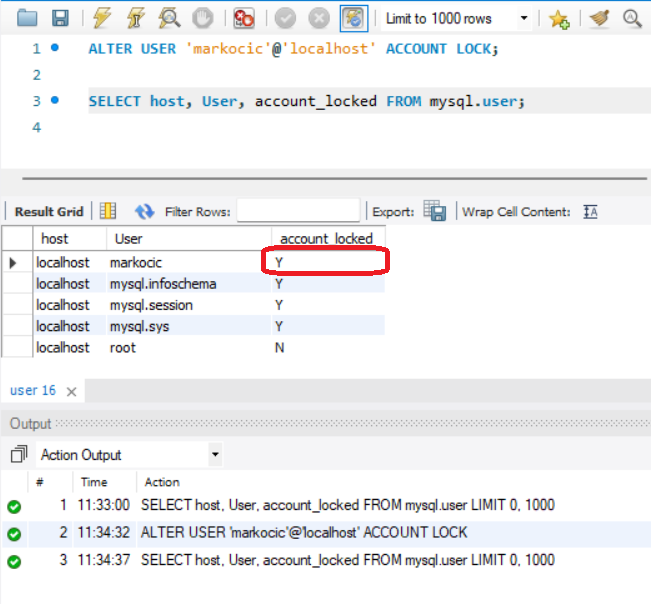 Limit to 1000 rows
1 ALTER USER 'markocic'@'localhost' ACCOUNT LOCK;
2
3 SELECT host, User, account_locked FROM mysql.user;
4
Result Grid Filter Rows: Export: Wrap Cell Content: IA
host User account_locked
localhost markocic Y
localhost mysql.infoschema Y
localhost mysql.session Y
localhost mysql.sys Y
localhost root N
user 16
Output
Action Output
# Time Action
1 11:33:00 SELECT host, User, account_locked FROM mysql.user LIMIT 0, 1000
2 11:34:32 ALTER USER 'markocic'@'localhost' ACCOUNT LOCK
3 11:34:37 SELECT host, User, account_locked FROM mysql.user LIMIT 0, 1000